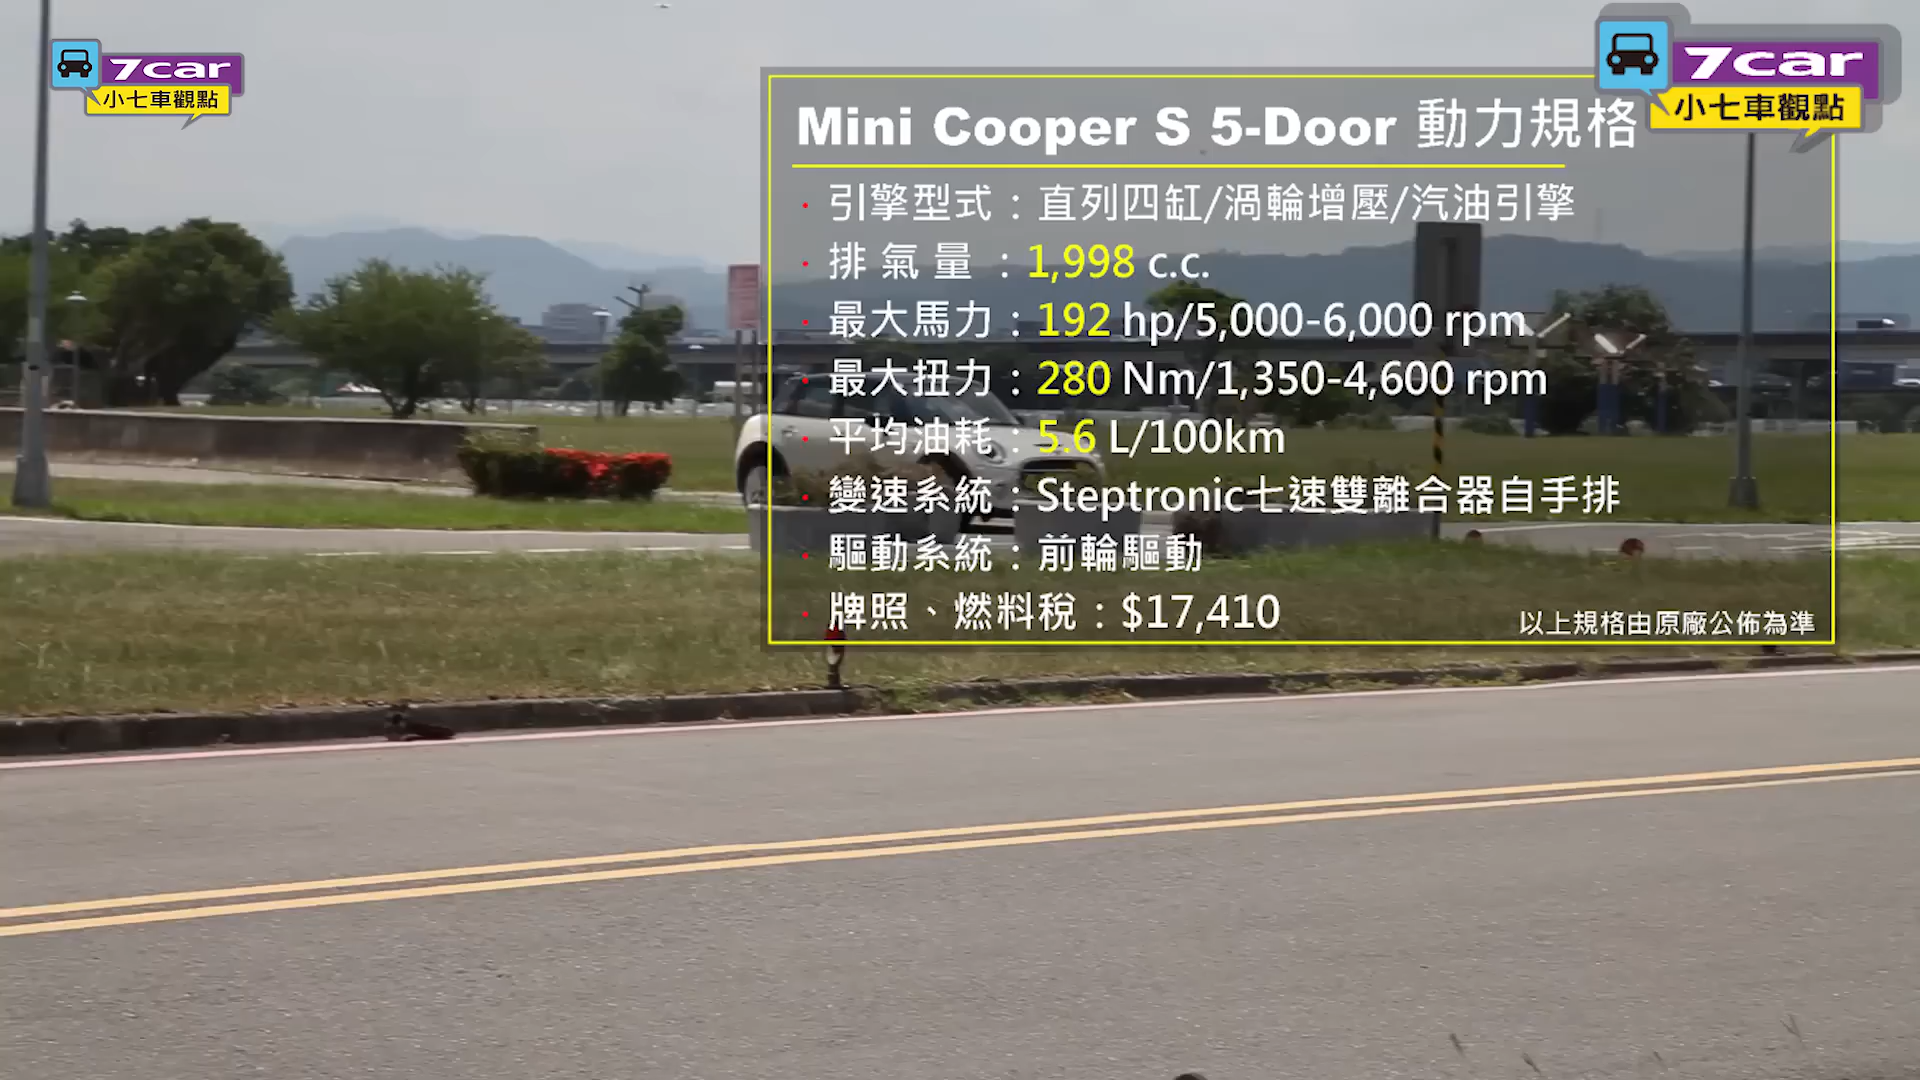 7car
小七車觀點
7car
小七車觀點
Mini Cooper S 5-Door 動力規格
· 引擎型式：直列四缸/渦輪增壓/汽油引擎
· 排氣量：1,998 c.c.
· 最大馬力：192 hp/5,000-6,000 rpm
· 最大扭力：280 Nm/1,350-4,600 rpm
· 平均油耗：5.6 L/100km
· 變速系統：Steptronic七速雙離合器自手排
· 驅動系統：前輪驅動
· 牌照、燃料稅：$17,410
以上規格由原廠公佈為準